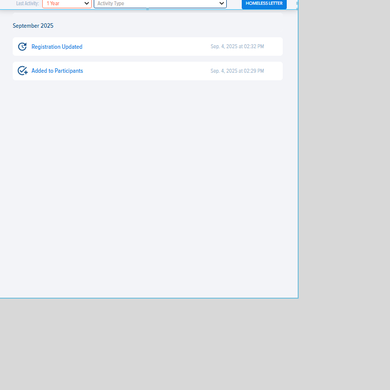 List Activity: 1 Year Activity Type HOMELESS LETTER
September 2025
Registration Updated Sep. 4, 2025 at 02:32 PM
Added to Participants Sep. 4, 2025 at 02:29 PM